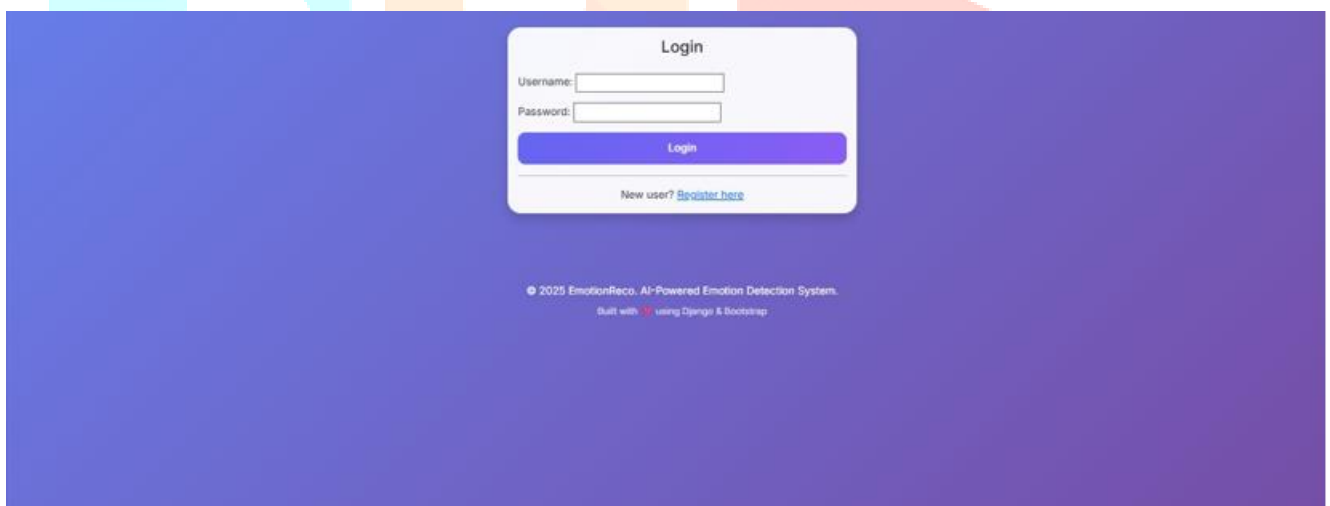 Login
Username:
Password:
Login
New user? Register here
© 2025 EmotionReco. AI-Powered Emotion Detection System.
Built with ❤️ using Django & Bootstrap